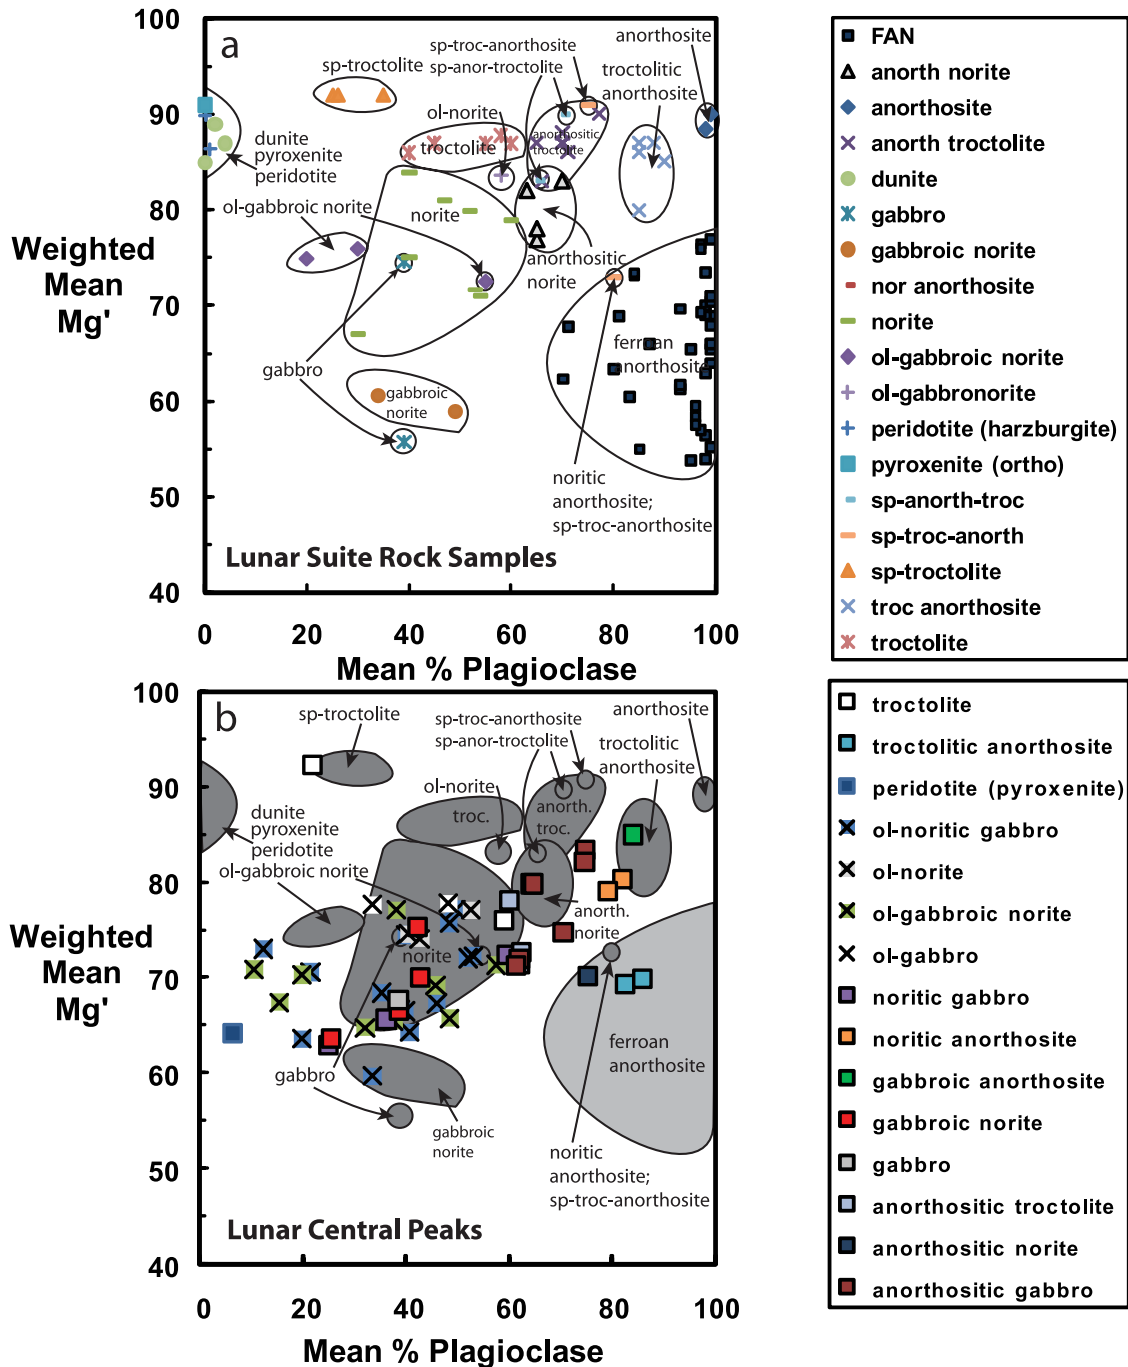 100
90
80
70
60
50
40
Weighted
Mean
Mg'
a
sp-troctolite
sp-troc-anorthosite
sp-anor-troctolite
anorthosite
troctolitic
anorthosite
ol-norite
dunite
pyroxenite
peridotite
troctolite
anorthositic
troctolite
ol-gabbroic norite
norite
anorthositic
norite
gabbro
gabbroic
norite
ferroan
anorthosite
noritic
anorthosite;
sp-troc-anorthosite
Lunar Suite Rock Samples
0 20 40 60 80 100
Mean % Plagioclase
FAN
anorth norite
anorthosite
anorth troctolite
dunite
gabbro
gabbroic norite
nor anorthosite
norite
ol-gabbroic norite
ol-gabbronorite
peridotite (harzburgite)
pyroxenite (ortho)
sp-anorth-troc
sp-troc-anorth
sp-troctolite
troc anorthosite
troctolite
100
90
80
70
60
50
40
Weighted
Mean
Mg'
b
sp-troctolite
sp-troc-anorthosite
sp-anor-troctolite
anorthosite
troctolitic
anorthosite
ol-norite
dunite
pyroxenite
peridotite
troc.
anorth.
troc.
ol-gabbroic norite
norite
anorth.
norite
gabbro
gabbroic
norite
ferroan
anorthosite
noritic
anorthosite;
sp-troc-anorthosite
Lunar Central Peaks
0 20 40 60 80 100
Mean % Plagioclase
troctolite
troctolitic anorthosite
peridotite (pyroxenite)
ol-noritic gabbro
ol-norite
ol-gabbroic norite
ol-gabbro
noritic gabbro
noritic anorthosite
gabbroic anorthosite
gabbroic norite
gabbro
anorthositic troctolite
anorthositic norite
anorthositic gabbro